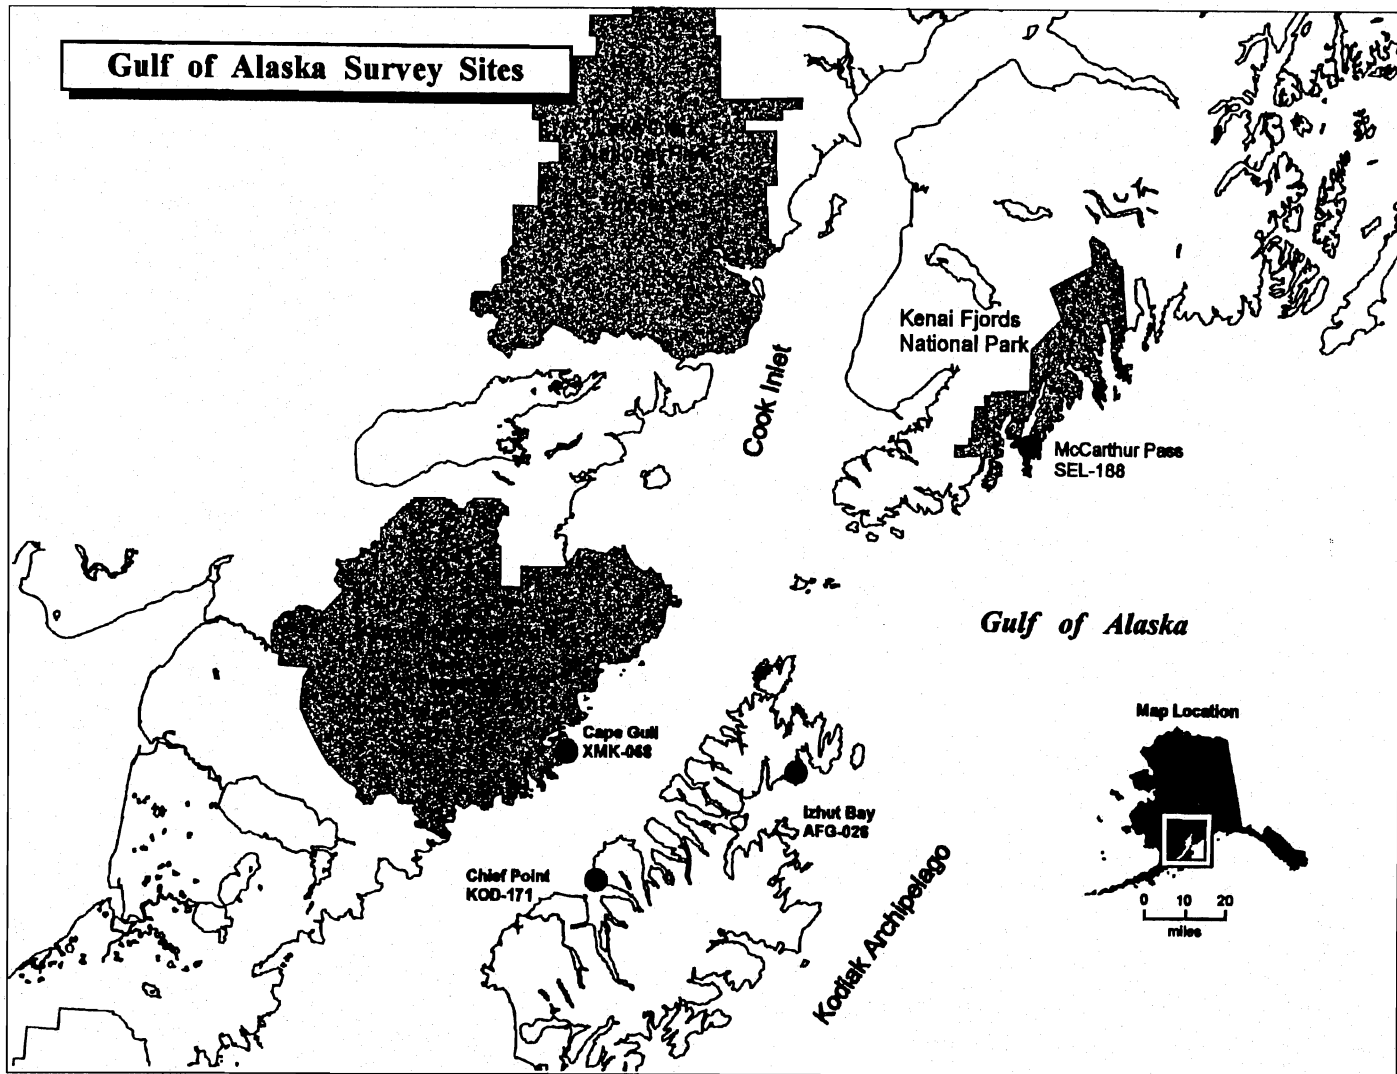 Gulf of Alaska Survey Sites
National Park
Kenai Fjords
National Park
Cook Inlet
McCarthur Pass
SEL-188
Gulf of Alaska
Map Location
Cape Gull
XMK-068
Izhut Bay
AFG-026
Chief Point
KOD-171
Kodiak Archipelago
0 10 20
miles